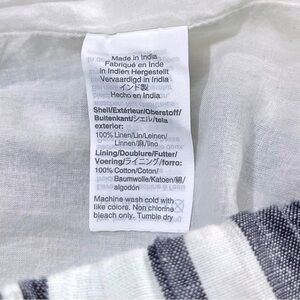 Made in India
Fabriqué en Inde
in Indien Hergestellt
Vervaardigd in India
インド製
Hecho en India
Shell/Extérieur/Oberstoff/
Buitenkant/シェル/tela
exterior:
100% Linen/Lin/Leinen/
Linnen/麻/lino
Lining/Doublure/Futter/
Voering/ライニング/forro:
100% Cotton/Coton/
Baumwolle/Katoen/綿/
algodón
Machine wash cold with
like colors. Non chlorine
bleach only. Tumble dry